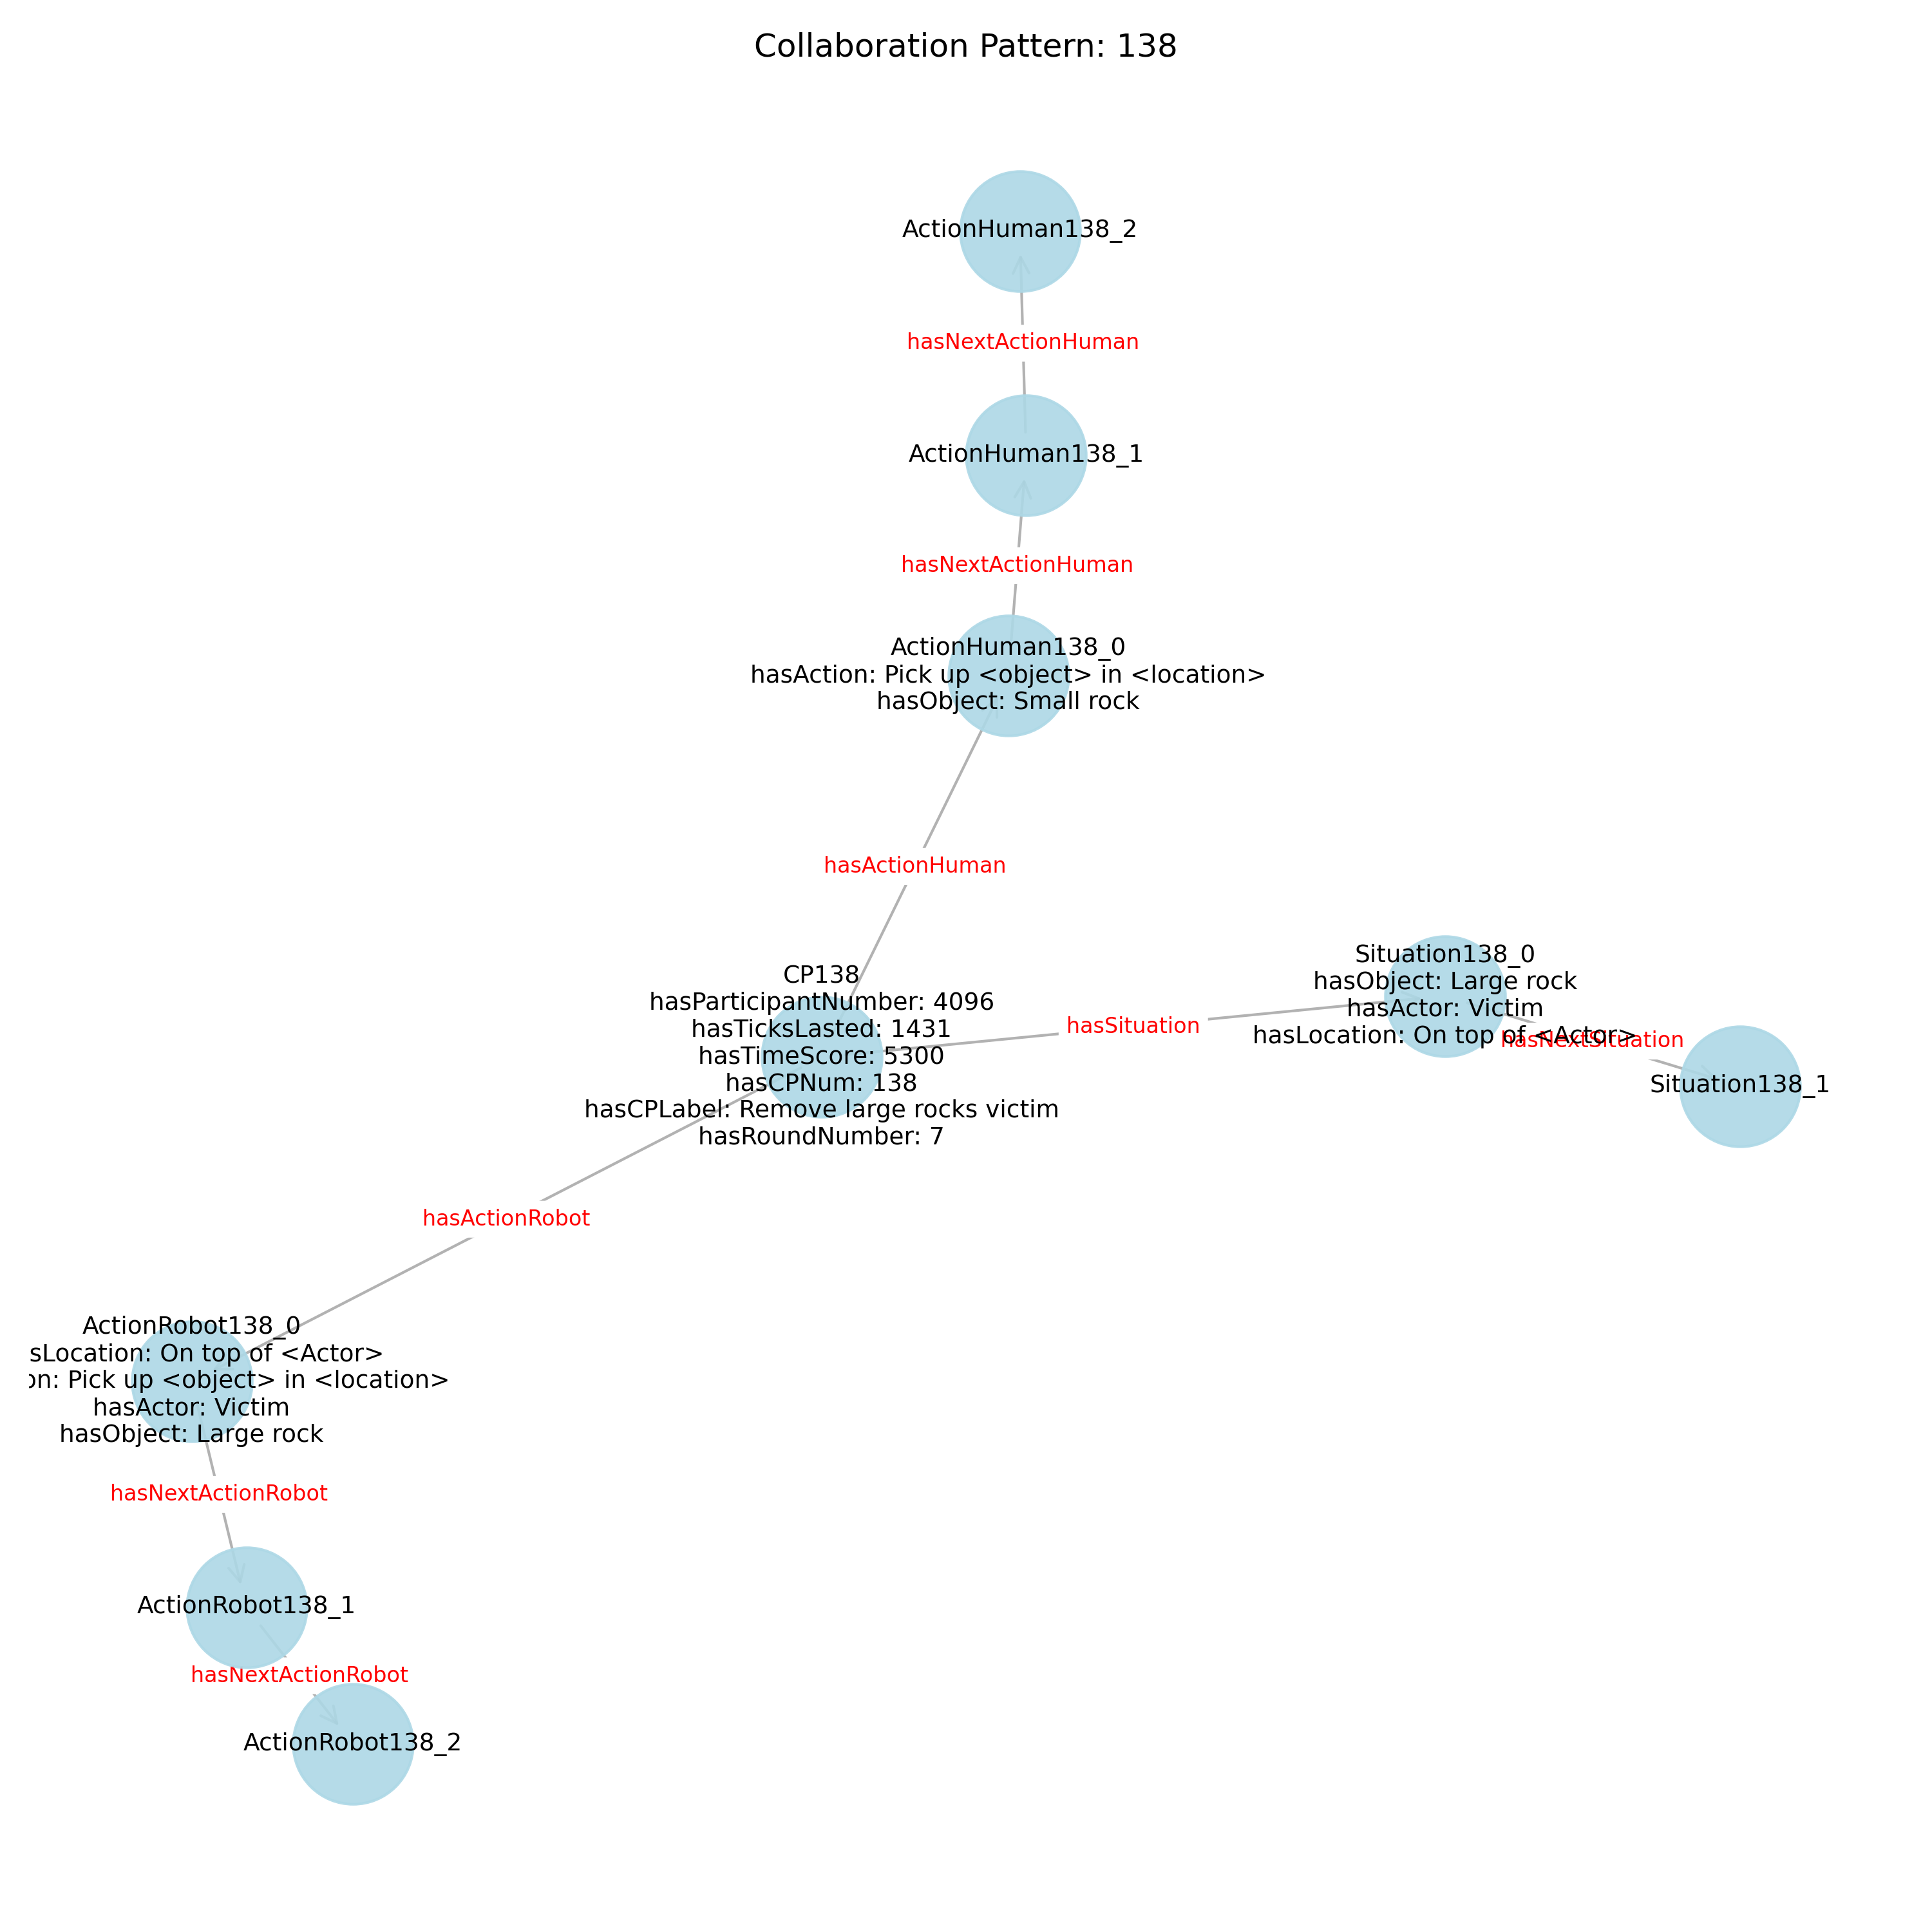 Collaboration Pattern: 138
ActionHuman138_2
hasNextActionHuman
ActionHuman138_1
hasNextActionHuman
ActionHuman138_0
hasAction: Pick up <object> in <location>
hasObject: Small rock
hasActionHuman
CP138
hasParticipantNumber: 4096
hasTicksLasted: 1431
hasTimeScore: 5300
hasCPNum: 138
hasCPLabel: Remove large rocks victim
hasRoundNumber: 7
hasSituation
Situation138_0
hasObject: Large rock
hasActor: Victim
hasLocation: On top of <Actor>
hasNextSituation
Situation138_1
hasActionRobot
ActionRobot138_0
sLocation: On top of <Actor>
on: Pick up <object> in <location>
hasActor: Victim
hasObject: Large rock
hasNextActionRobot
ActionRobot138_1
hasNextActionRobot
ActionRobot138_2